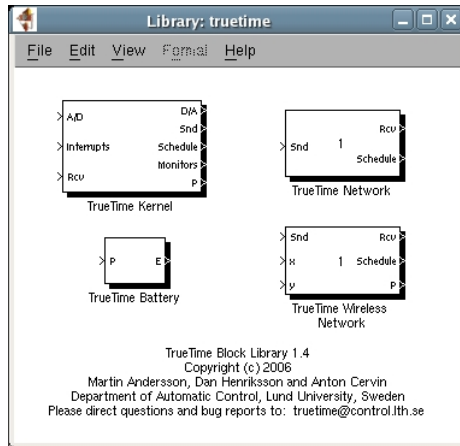 Library: truetime
File Edit View Format Help
A/D
Interrupts
Rcv
D/A
Snd
Schedule
Monitors
P
TrueTime Kernel
Snd
1
Rcv
Schedule
TrueTime Network
P
E
TrueTime Battery
Snd
x
y
1
Rcv
Schedule
P
TrueTime Wireless
Network
TrueTime Block Library 1.4
Copyright (c) 2006
Martin Andersson, Dan Henriksson and Anton Cervin
Department of Automatic Control, Lund University, Sweden
Please direct questions and bug reports to: truetime@control.lth.se